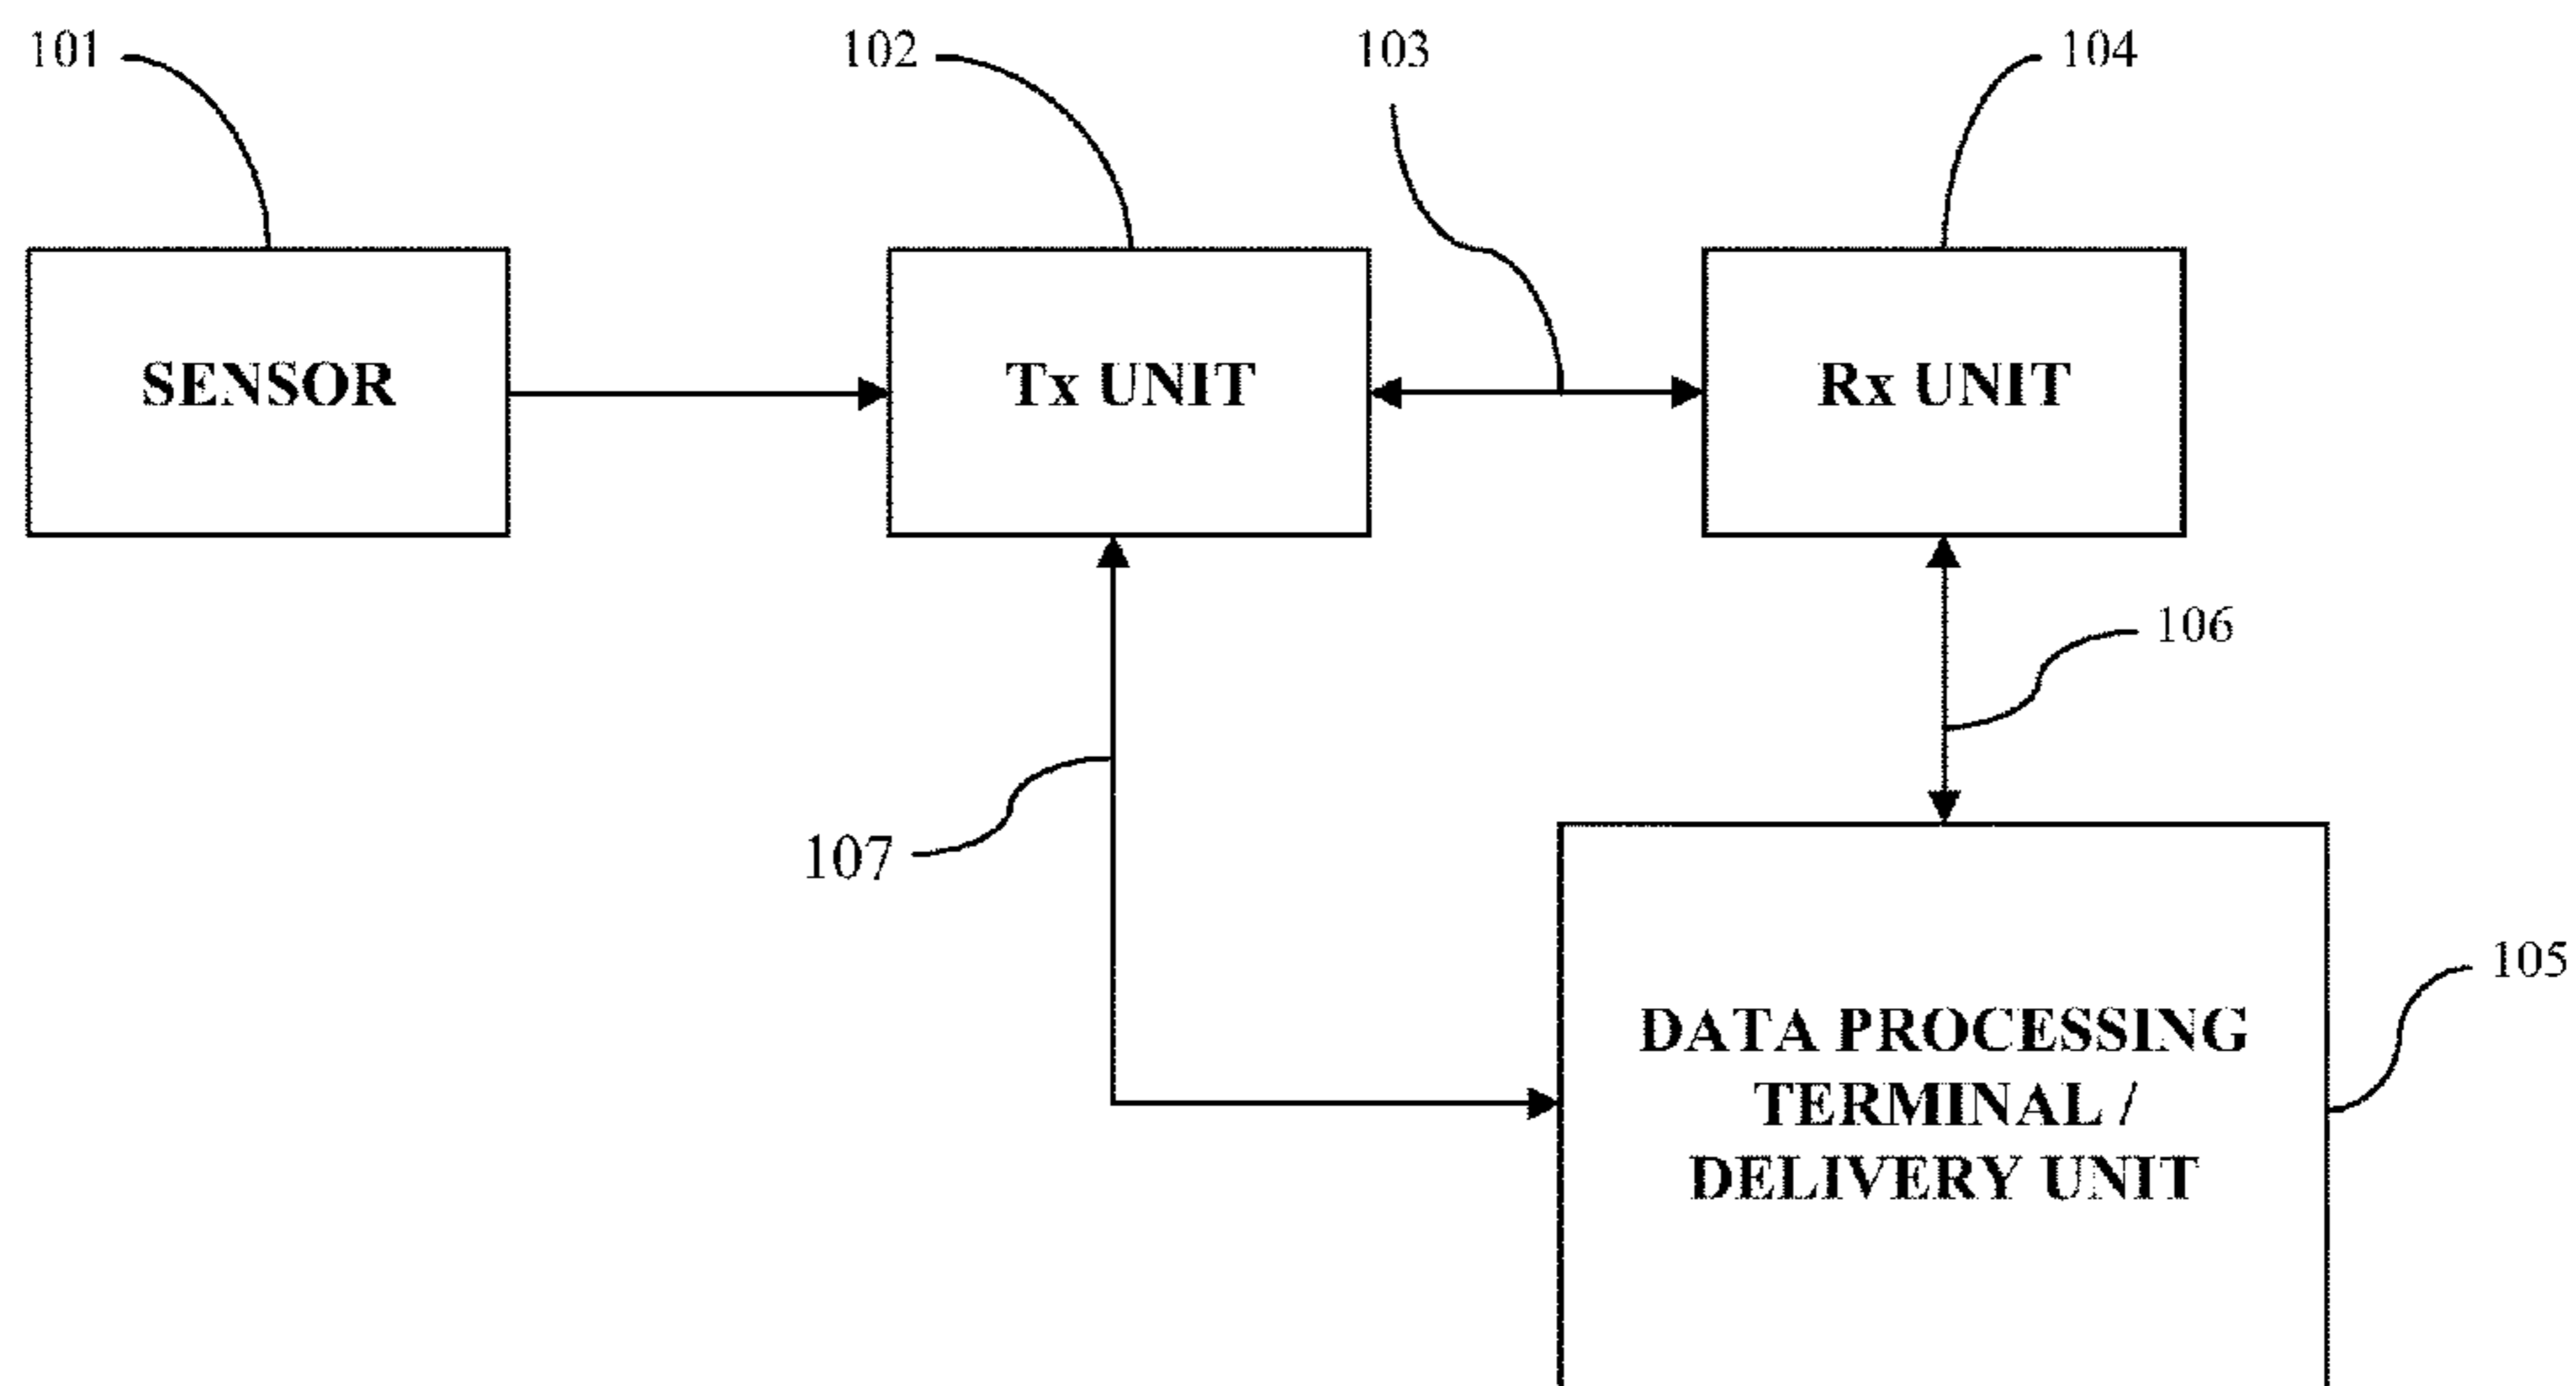 101
102
103
104
SENSOR
Tx UNIT
Rx UNIT
106
107
105
DATA PROCESSING
TERMINAL /
DELIVERY UNIT